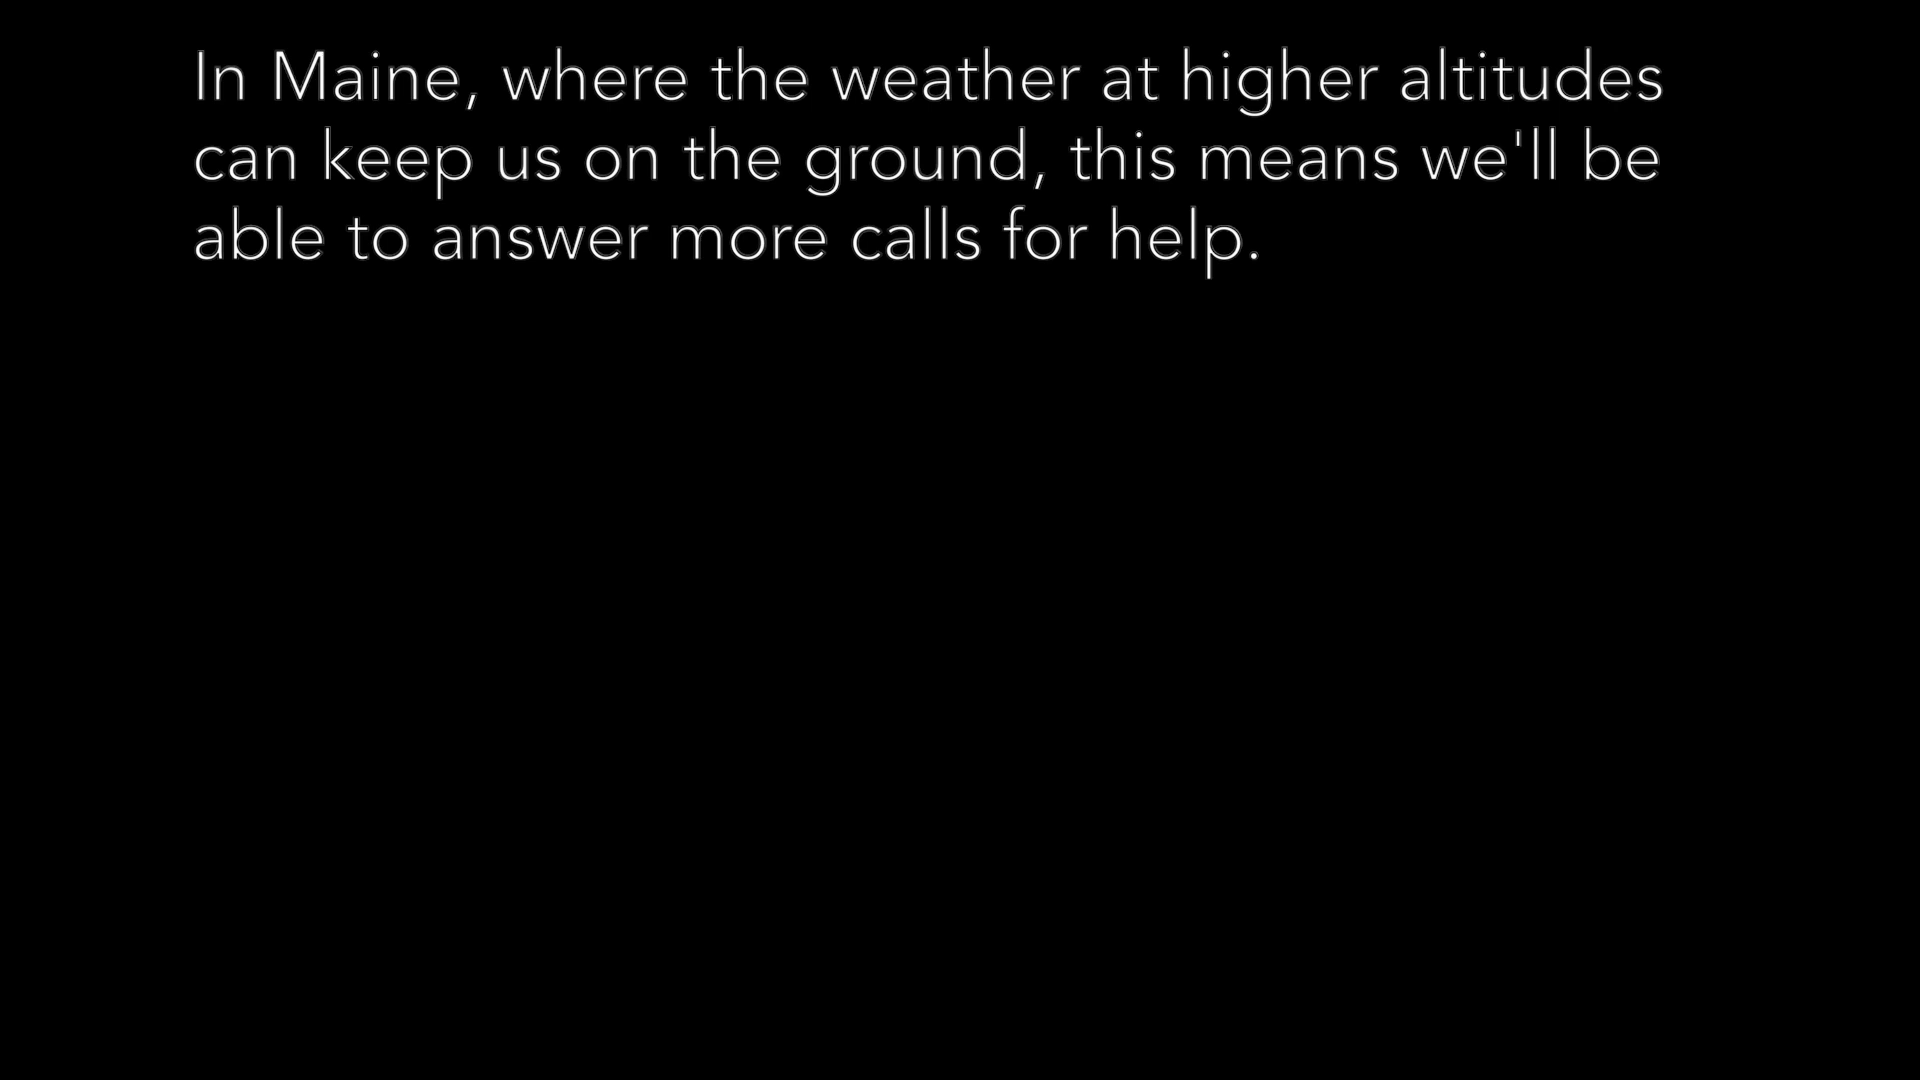 In Maine, where the weather at higher altitudes
can keep us on the ground, this means we'll be
able to answer more calls for help.